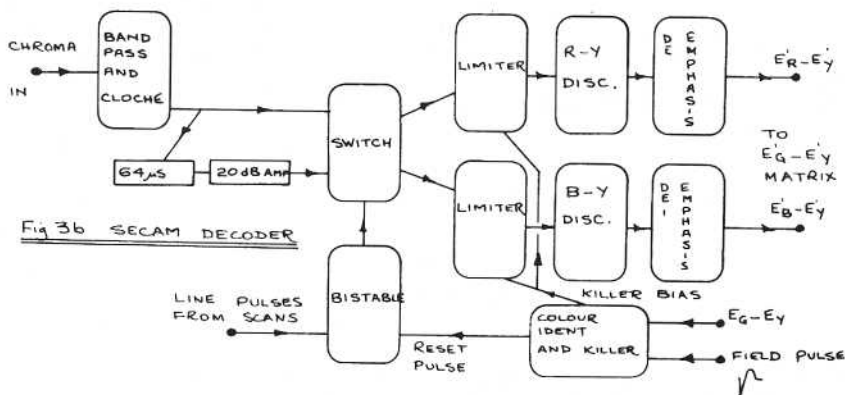 CHROMA
IN
BAND
PASS
AND
CLOCHÉ
64μS
20dB AMP
SWITCH
LIMITER
R-Y
DISC.
DE
EMPHASIS
E'R-E'Y
TO
E'G-E'Y
MATRIX
LIMITER
B-Y
DISC.
DE
EMPHASIS
E'B-E'Y
Fig 3b SECAM DECODER
LINE PULSES
FROM SCANS
BISTABLE
RESET
PULSE
KILLER BIAS
COLOUR
IDENT
AND KILLER
EG-EY
FIELD PULSE